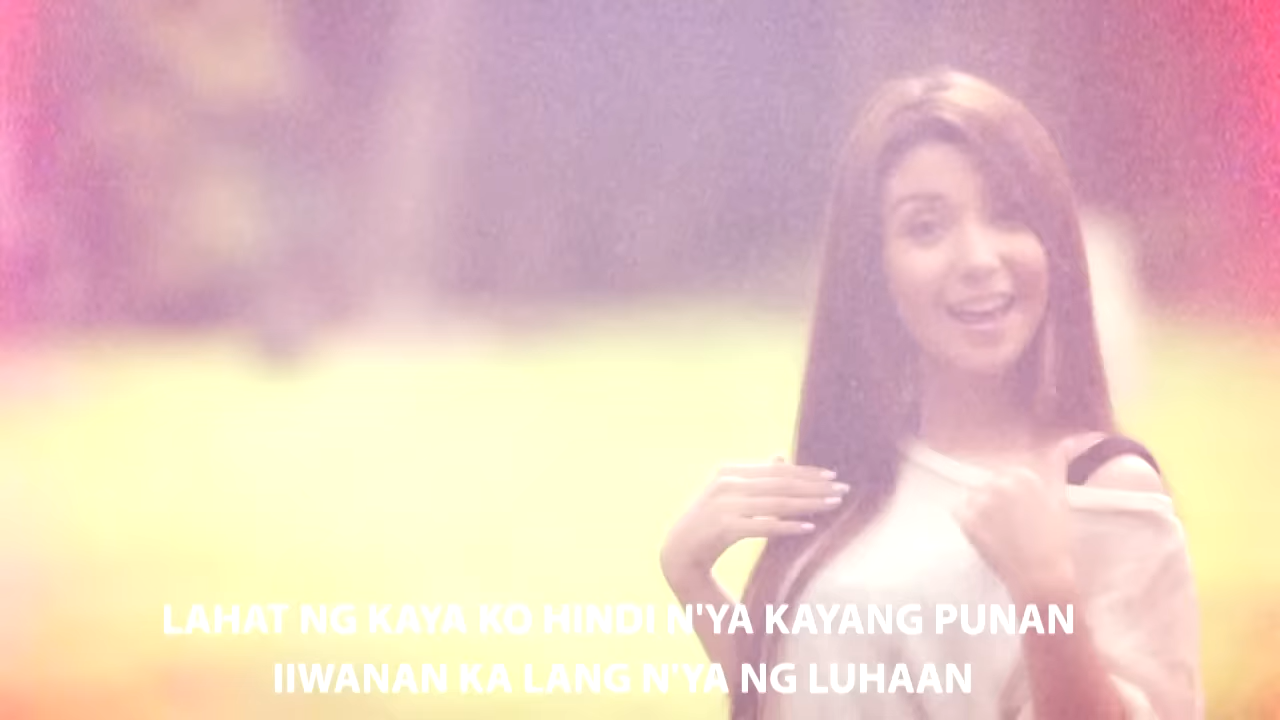 LAHAT NG KAYA KO HINDI N'YA KAYANG PUNAN
IIWANAN KA LANG N'YA NG LUHAAN